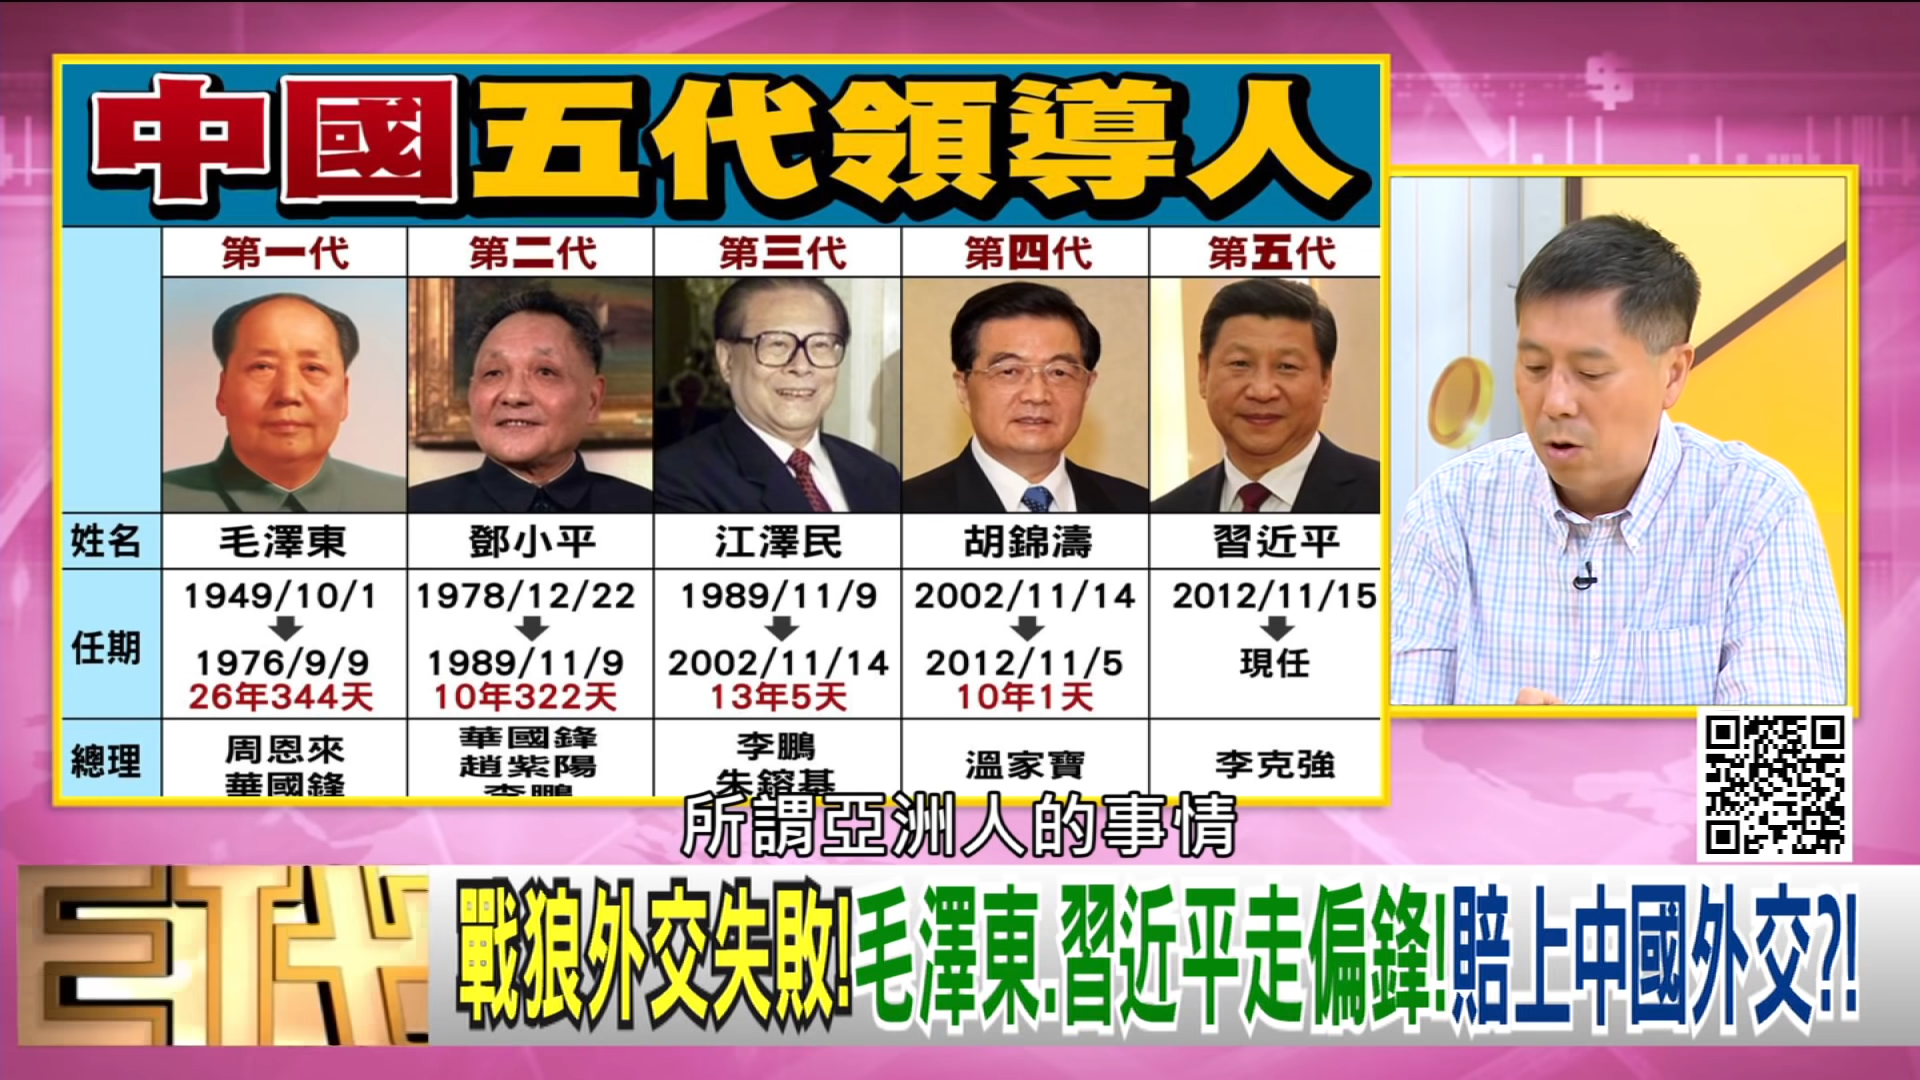 中國五代領導人
第一代 第二代 第三代 第四代 第五代
姓名 毛澤東 鄧小平 江澤民 胡錦濤 習近平
任期
1949/10/1 1978/12/22 1989/11/9 2002/11/14 2012/11/15
1976/9/9 1989/11/9 2002/11/14 2012/11/5 現任
26年344天 10年322天 13年5天 10年1天
總理
周恩來
華國鋒
華國鋒
趙紫陽
李鵬
李鵬
朱鎔基
溫家寶
李克強
所謂亞洲人的事情
戰狼外交失敗!毛澤東.習近平走偏鋒!賠上中國外交?!